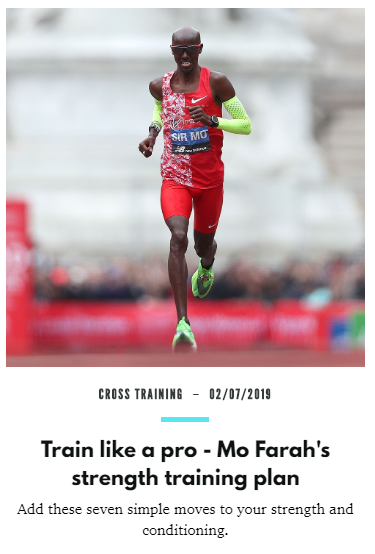 SIR MO
CROSS TRAINING – 02/07/2019
Train like a pro - Mo Farah's
strength training plan
Add these seven simple moves to your strength and
conditioning.